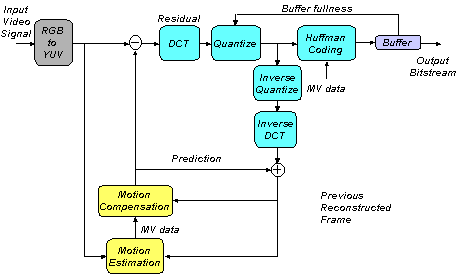 Input
Video
Signal
RGB
to
YUV
Residual
DCT
Quantize
Buffer fullness
Huffman
Coding
Buffer
Output
Bitstream
Inverse
Quantize
MV data
Inverse
DCT
Prediction
Motion
Compensation
Previous
Reconstructed
Frame
MV data
Motion
Estimation